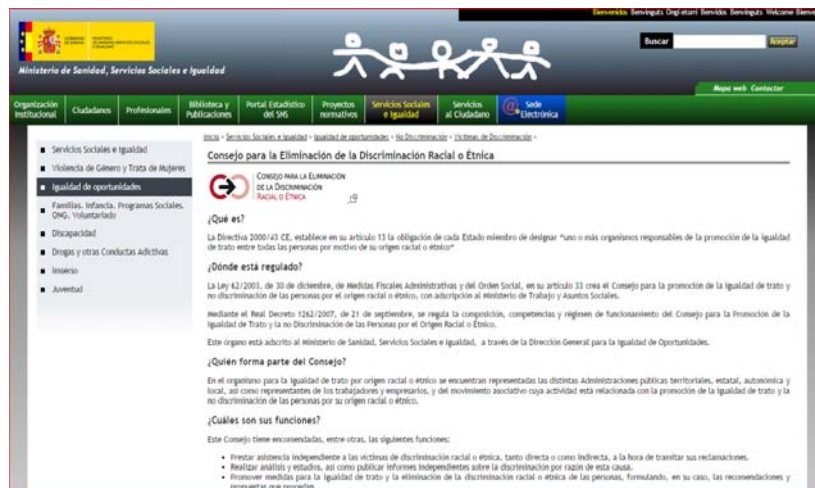 Bienvenidos Benvinguts Ongi etorri Benvidos Benvinguts Welcome
Buscar
Aceptar
Ministerio de Sanidad, Servicios Sociales e Igualdad
Mapa web Contactar
Organización Institucional
Ciudadanos
Profesionales
Biblioteca y Publicaciones
Portal Estadístico del SNS
Proyectos normativos
Servicios Sociales e Igualdad
Servicios al Ciudadano
Sede Electrónica
Inicio > Servicios Sociales e Igualdad > Igualdad de oportunidades > No Discriminación > Víctimas de Discriminación >
Servicios Sociales e Igualdad
Violencia de Género y Trata de Mujeres
Igualdad de oportunidades
Familias. Infancia. Programas Sociales.
ONG. Voluntariado
Discapacidad
Drogas y otras Conductas Adictivas
Imserso
Juventud
Consejo para la Eliminación de la Discriminación Racial o Étnica
CONSEJO PARA LA ELIMINACIÓN
DE LA DISCRIMINACIÓN
RACIAL O ÉTNICA
¿Qué es?
La Directiva 2000/43 CE, establece en su artículo 13 la obligación de cada Estado miembro de designar "uno o más organismos responsables de la promoción de la igualdad
de trato entre todas las personas por motivo de su origen racial o étnico"
¿Dónde está regulado?
La Ley 62/2003, de 30 de diciembre, de Medidas Fiscales Administrativas y del Orden Social, en su artículo 33 crea el Consejo para la promoción de la igualdad de trato y
no discriminación de las personas por el origen racial o étnico, con adscripción al Ministerio de Trabajo y Asuntos Sociales.
Mediante el Real Decreto 1262/2007, de 21 de septiembre, se regula la composición, competencias y régimen de funcionamiento del Consejo para la Promoción de la
Igualdad de Trato y la no Discriminación de las Personas por el Origen Racial o Étnico.
Este órgano está adscrito al Ministerio de Sanidad, Servicios Sociales e Igualdad, a través de la Dirección General para la Igualdad de Oportunidades.
¿Quién forma parte del Consejo?
En el organismo para la igualdad de trato por origen racial o étnico se encuentran representadas las distintas Administraciones públicas territoriales, estatal, autonómica y
local, así como representantes de los trabajadores y empresarios, y del movimiento asociativo cuya actividad está relacionada con la promoción de la igualdad de trato y la
no discriminación de las personas por su origen racial o étnico.
¿Cuáles son sus funciones?
Este Consejo tiene encomendadas, entre otras, las siguientes funciones:
Prestar asistencia independiente a las víctimas de discriminación racial o étnica, tanto directa o como indirecta, a la hora de tramitar sus reclamaciones.
Realizar análisis y estudios, así como publicar informes independientes sobre la discriminación por razón de esta causa.
Promover medidas para la igualdad de trato y la eliminación de la discriminación racial o étnica de las personas, formulando, en su caso, las recomendaciones y
propuestas que procedan.